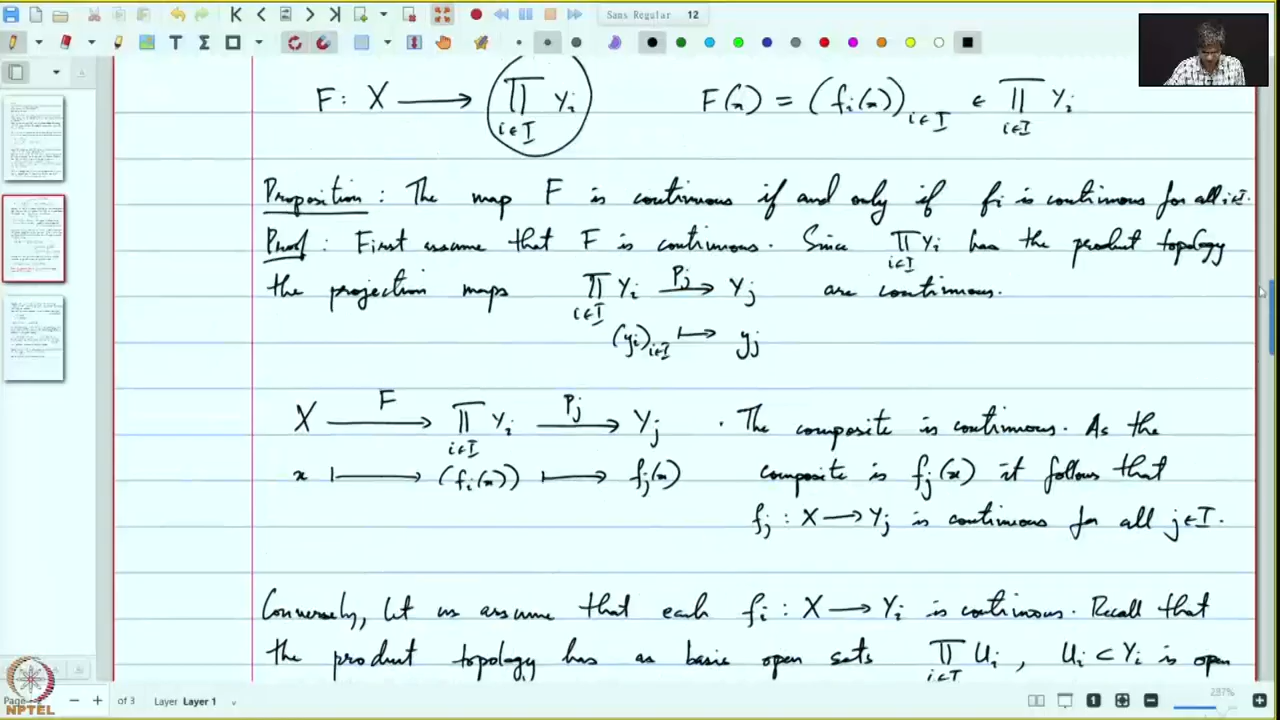 Sans Regular 12
F : X ⟶ ∏_{i∈I} Y_i F(x) = (f_i(x))_{i∈I} ∈ ∏_{i∈I} Y_i
Proposition : The map F is continuous if and only if f_i is continuous for all i∈I.
Proof : First assume that F is continuous. Since ∏_{i∈I} Y_i has the product topology
the projection maps ∏_{i∈I} Y_i ⟶^{P_j} Y_j are continuous.
(y_i)_{i∈I} ⟼ y_j
X ⟶^{F} ∏_{i∈I} Y_i ⟶^{P_j} Y_j . The composite is continuous. As the
x ⟼ (f_i(x)) ⟼ f_j(x) composite is f_j(x) it follows that
f_j : X ⟶ Y_j is continuous for all j∈I.
Conversely, let us assume that each f_i : X ⟶ Y_i is continuous. Recall that
the product topology has as basic open sets ∏_{i∈I} U_i , U_i ⊂ Y_i is open
of 3 Layer Layer 1
NPTEL